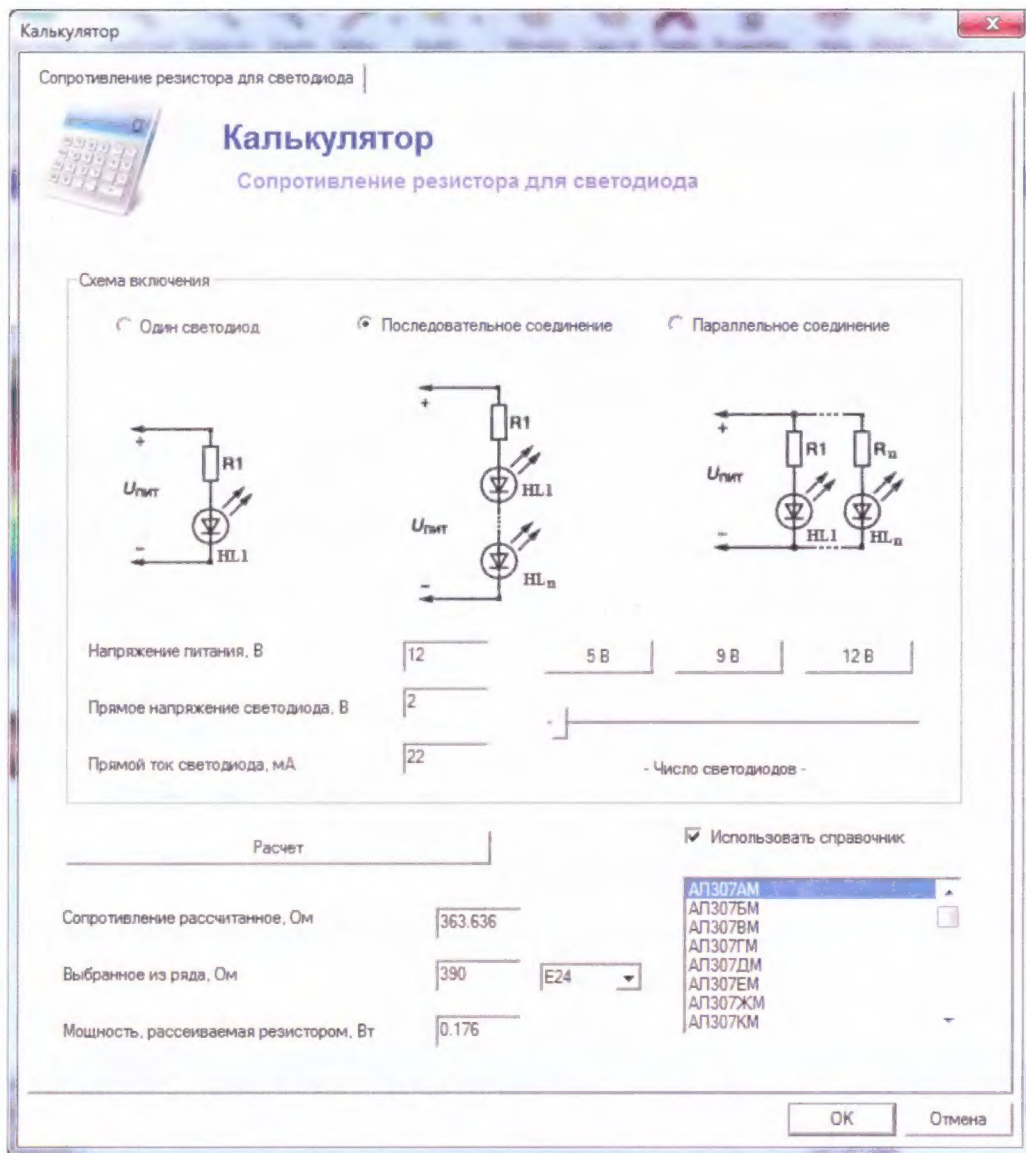 Калькулятор
Сопротивление резистора для светодиода
Калькулятор
Сопротивление резистора для светодиода
Схема включения
Один светодиод
Последовательное соединение
Параллельное соединение
+
R1
Uпит
HL1
-
+
R1
HL1
Uпит
HLn
-
+
R1
Rn
Uпит
HL1
HLn
-
Напряжение питания, В
12
5 В
9 В
12 В
Прямое напряжение светодиода, В
2
Прямой ток светодиода, мА
22
- Число светодиодов -
Расчет
Использовать справочник
Сопротивление рассчитанное, Ом
363.636
Выбранное из ряда, Ом
390
E24
Мощность, рассеиваемая резистором, Вт
0.176
АЛ307АМ
АЛ307БМ
АЛ307ВМ
АЛ307ГМ
АЛ307ДМ
АЛ307ЕМ
АЛ307ЖМ
АЛ307КМ
OK
Отмена